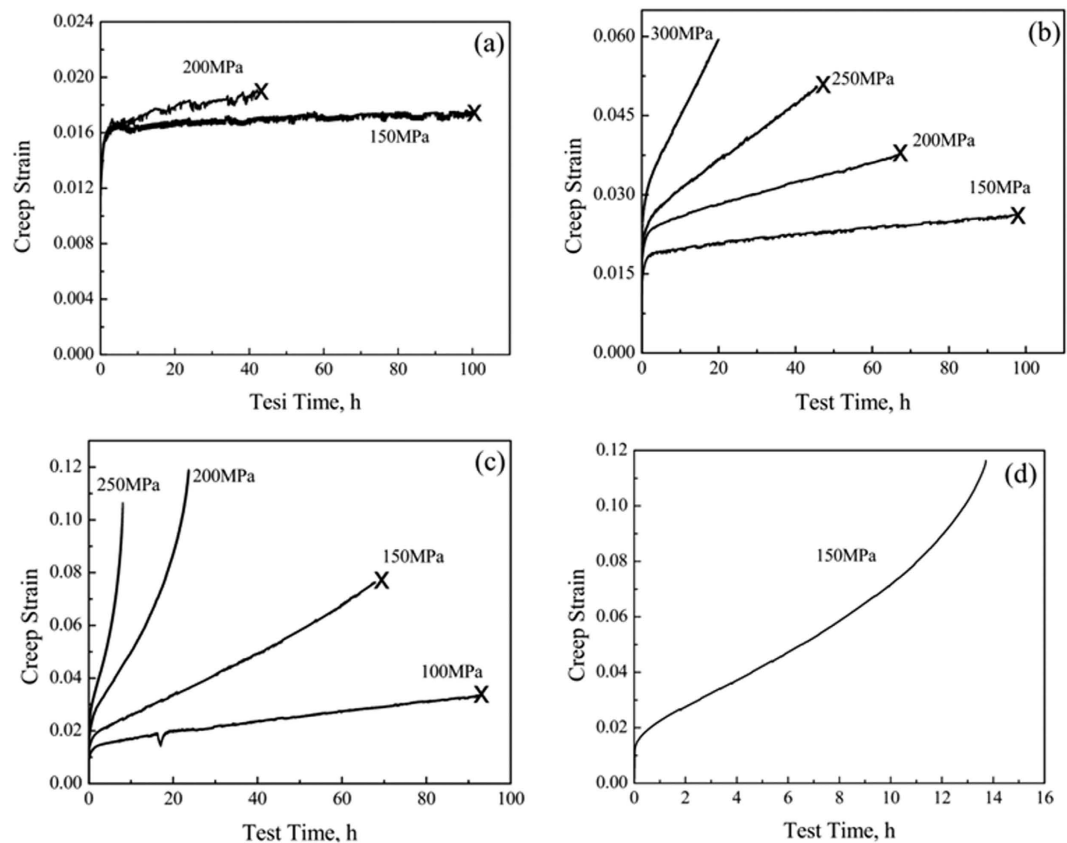 (a)
0.024
0.020
0.016
0.012
0.008
0.004
0.000
Creep Strain
200MPa
X
150MPa
X
0 20 40 60 80 100
Tesi Time, h
(b)
0.060
0.045
0.030
0.015
0.000
Creep Strain
300MPa
250MPa
X
200MPa
X
150MPa
X
0 20 40 60 80 100
Test Time, h
(c)
0.12
0.10
0.08
0.06
0.04
0.02
0.00
Creep Strain
250MPa
200MPa
150MPa
X
100MPa
X
0 20 40 60 80 100
Test Time, h
(d)
0.12
0.10
0.08
0.06
0.04
0.02
0.00
Creep Strain
150MPa
0 2 4 6 8 10 12 14 16
Test Time, h